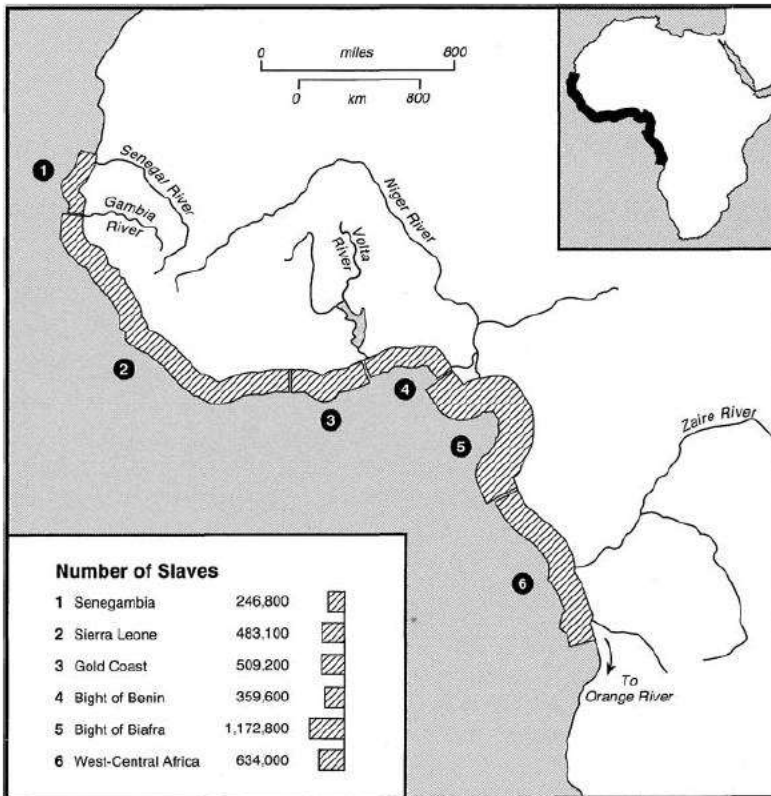 0 miles 800
0 km 800
1
Senegal River
Gambia
River
Niger River
Volta
River
2
3
4
5
Zaire River
6
To
Orange River
Number of Slaves
1 Senegambia 246,800
2 Sierra Leone 483,100
3 Gold Coast 509,200
4 Bight of Benin 359,600
5 Bight of Biafra 1,172,800
6 West-Central Africa 634,000